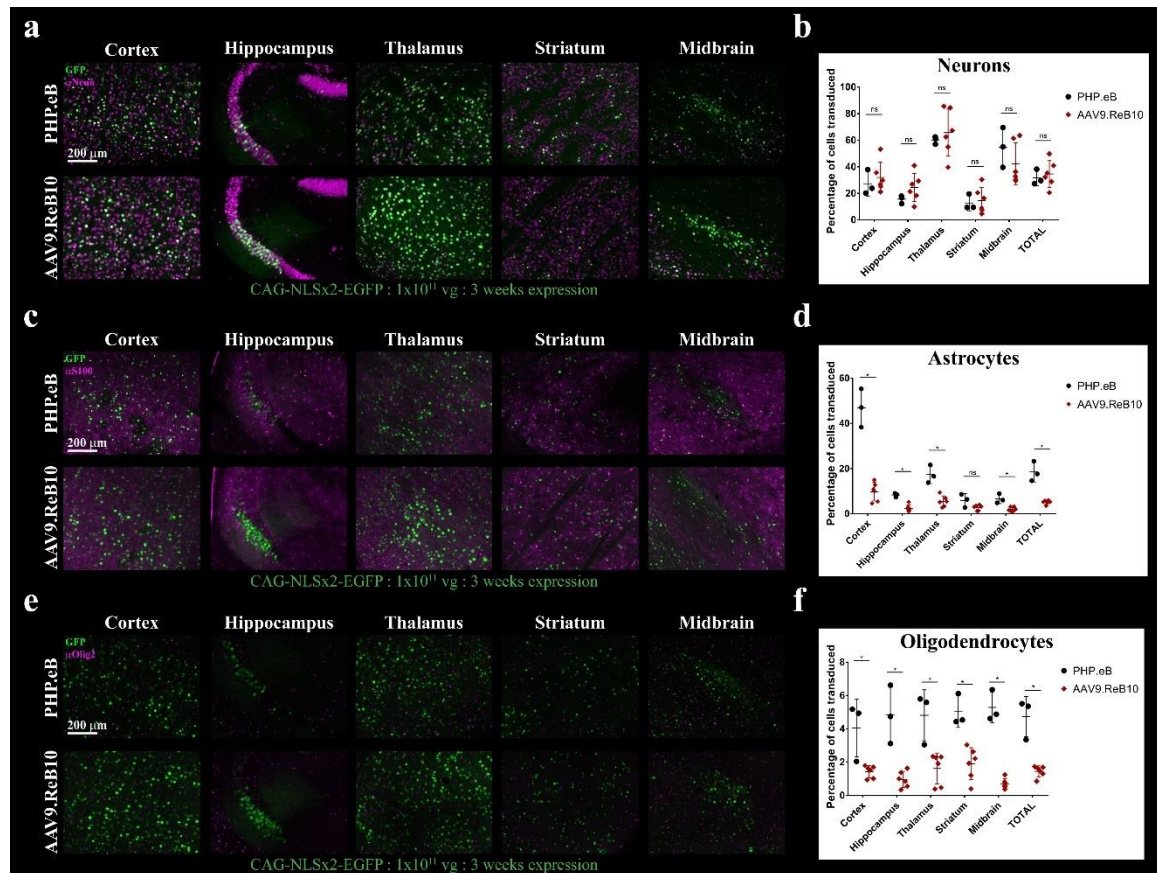 a
Cortex Hippocampus Thalamus Striatum Midbrain
PHP.eB
GFP
αNeun
200 μm
AAV9.ReB10
CAG-NLSx2-EGFP : 1x10¹¹ vg : 3 weeks expression
b
Neurons
Percentage of cells transduced
100
80
60
40
20
0
ns ns ns ns ns ns
Cortex Hippocampus Thalamus Striatum Midbrain TOTAL
PHP.eB
AAV9.ReB10
c
Cortex Hippocampus Thalamus Striatum Midbrain
PHP.eB
GFP
αS100
200 μm
AAV9.ReB10
CAG-NLSx2-EGFP : 1x10¹¹ vg : 3 weeks expression
d
Astrocytes
Percentage of cells transduced
60
40
20
0
* * * ns * *
Cortex Hippocampus Thalamus Striatum Midbrain TOTAL
PHP.eB
AAV9.ReB10
e
Cortex Hippocampus Thalamus Striatum Midbrain
PHP.eB
GFP
αOlig2
200 μm
AAV9.ReB10
CAG-NLSx2-EGFP : 1x10¹¹ vg : 3 weeks expression
f
Oligodendrocytes
Percentage of cells transduced
8
6
4
2
0
* * * * * *
Cortex Hippocampus Thalamus Striatum Midbrain TOTAL
PHP.eB
AAV9.ReB10